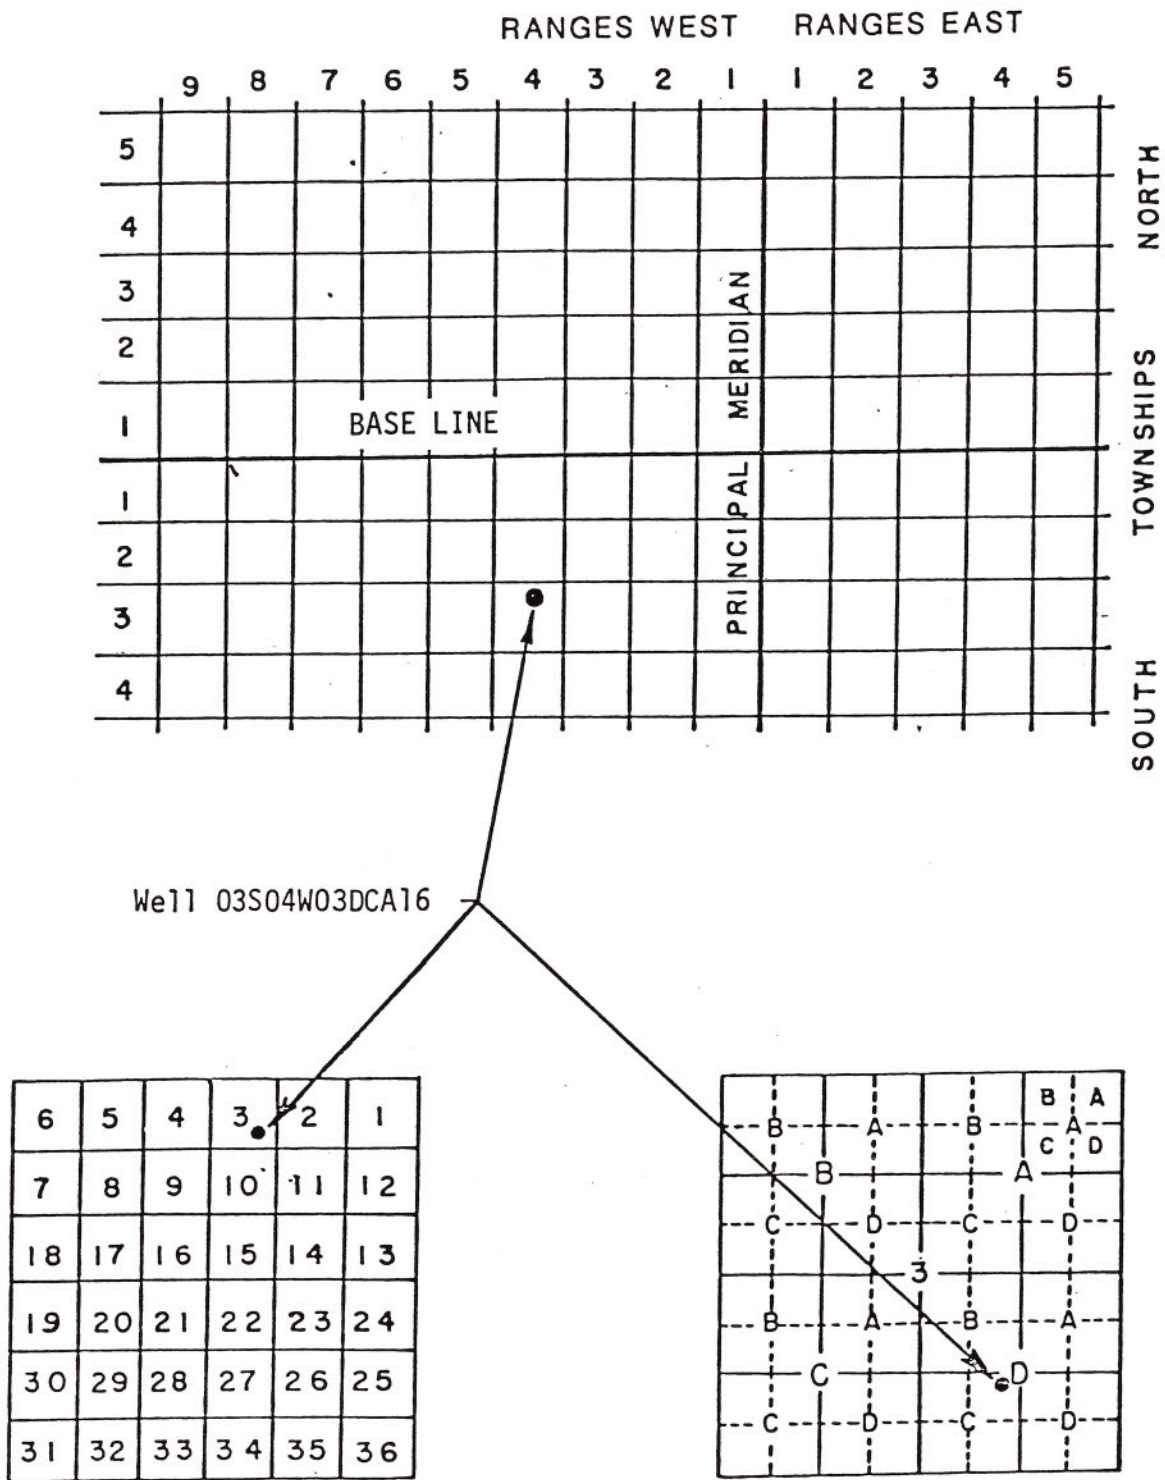 RANGES WEST RANGES EAST
9 8 7 6 5 4 3 2 1 1 2 3 4 5
5
4
3
2
1
1
2
3
4
NORTH
TOWNSHIPS
SOUTH
BASE LINE
PRINCIPAL MERIDIAN
Well 03S04W03DCA16
6 5 4 3 2 1
7 8 9 10 11 12
18 17 16 15 14 13
19 20 21 22 23 24
30 29 28 27 26 25
31 32 33 34 35 36
B A
B A B A
C D
B A
C D C D
3
B A B A
C D
C D C D